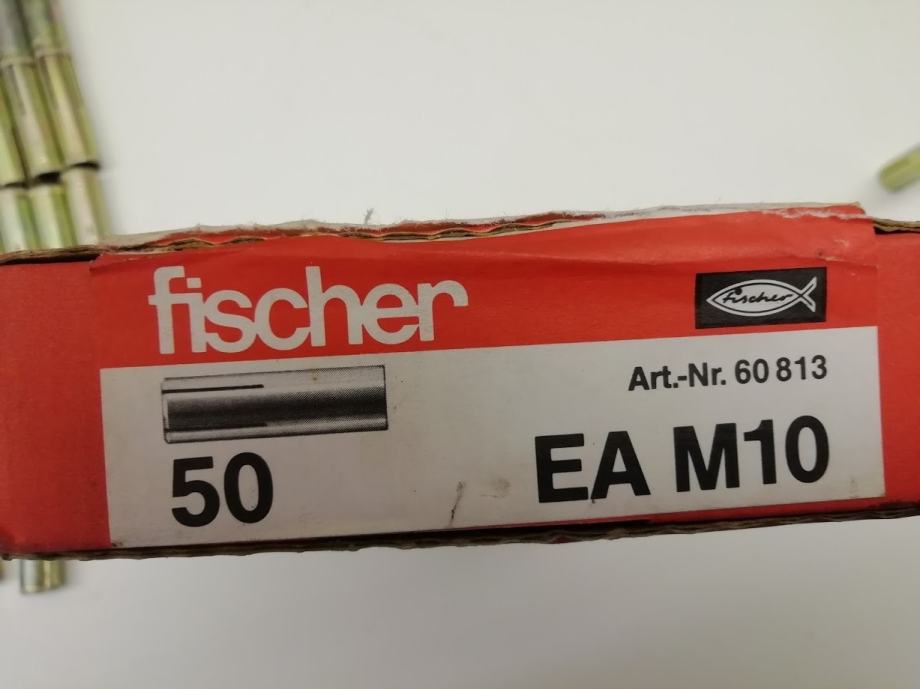 fischer
fischer
Art.-Nr. 60 813
50
EA M10